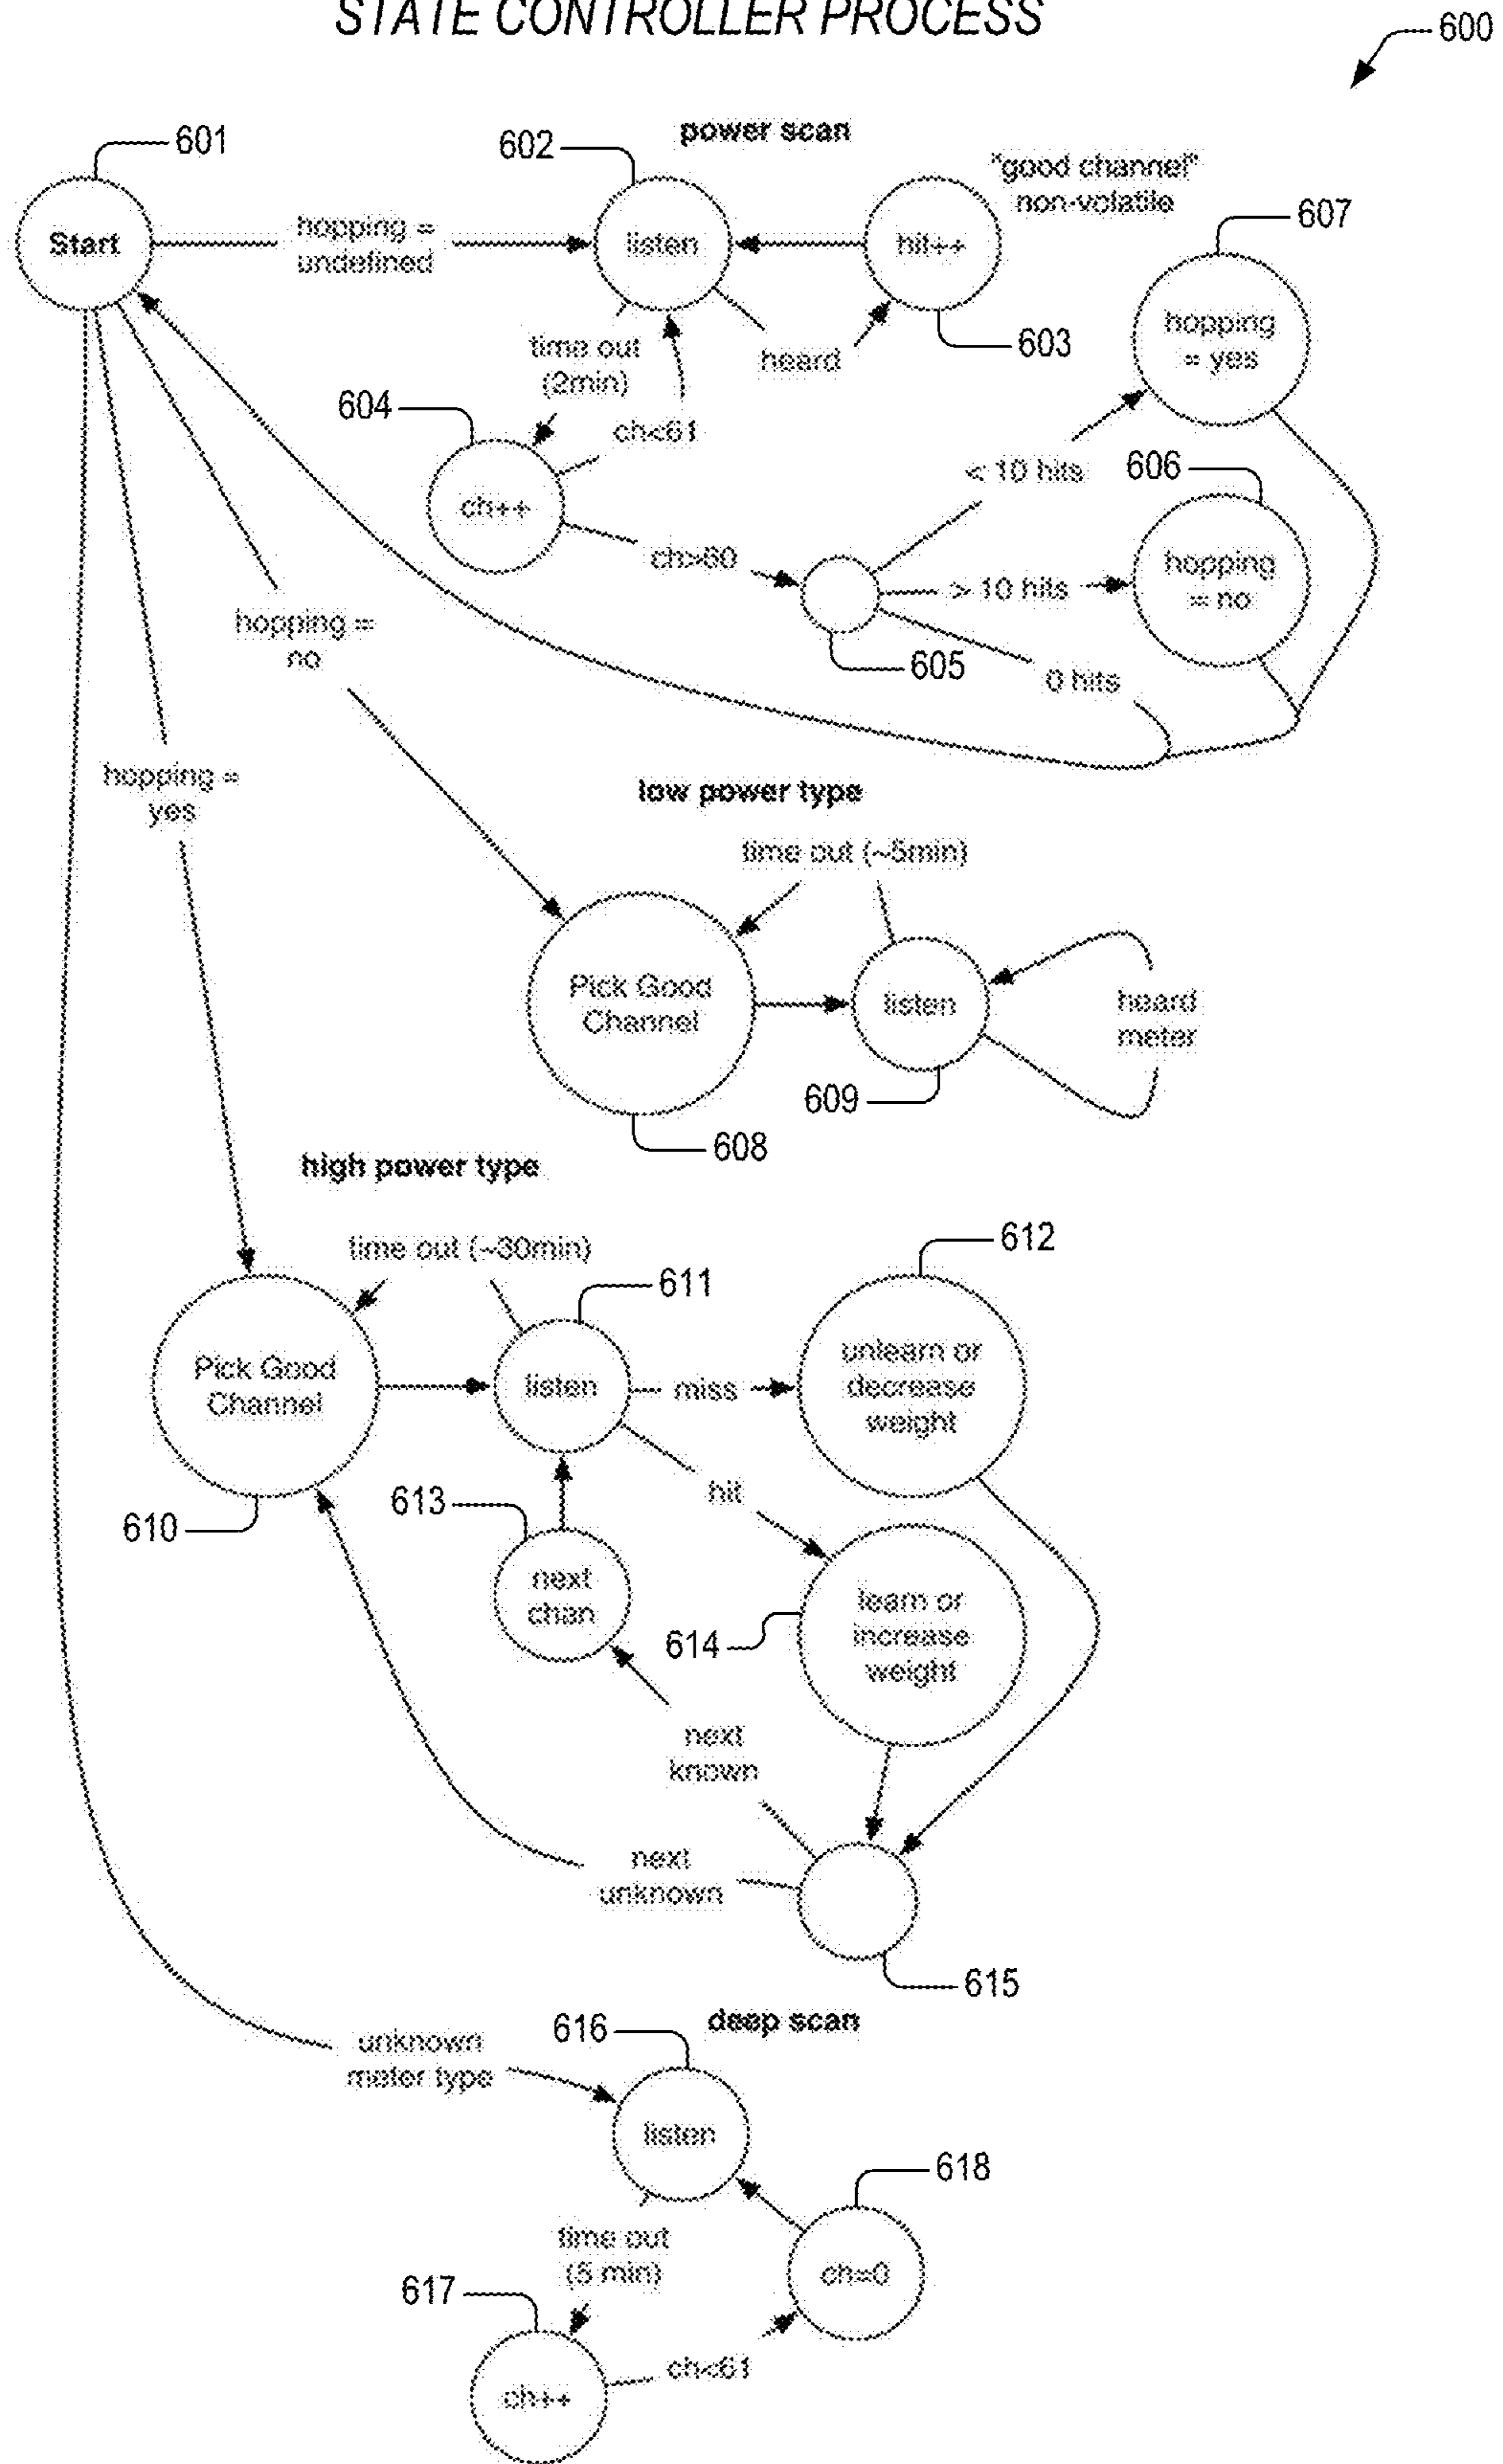 STATE CONTROLLER PROCESS
600
601
602
power scan
"good channel"
non-volatile
607
Start
hopping =
undefined
listen
hit++
603
hopping
= yes
time out
(2min)
heard
604
ch<61
< 10 hits
606
ch++
ch>60
> 10 hits
hopping
= no
605
0 hits
hopping =
no
hopping =
yes
low power type
time out (~5min)
Pick Good
Channel
listen
heard
meter
609
608
high power type
time out (~30min)
611
612
Pick Good
Channel
listen
miss
unlearn or
decrease
weight
hit
613
610
next
chan
614
learn or
increase
weight
next
known
next
unknown
615
deep scan
616
unknown
meter type
listen
618
time out
(5 min)
ch=0
617
ch<61
ch++